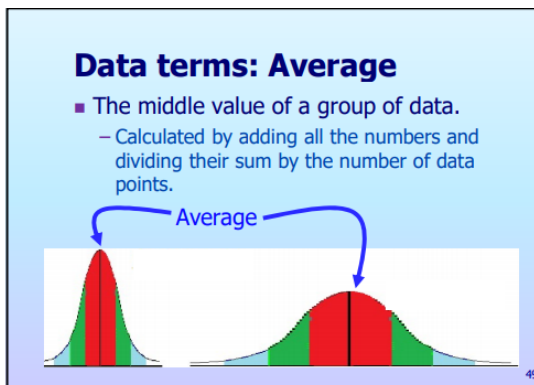 Data terms: Average
The middle value of a group of data.
– Calculated by adding all the numbers and
dividing their sum by the number of data
points.
Average
49